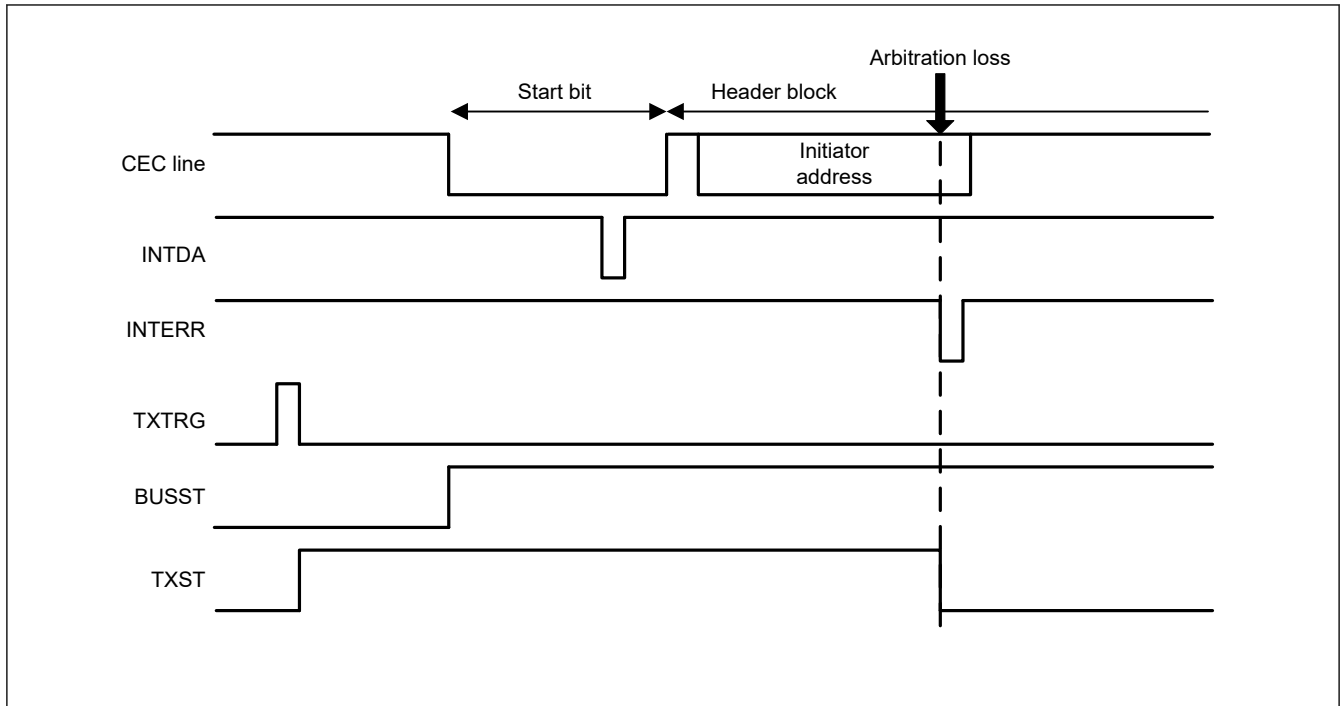 Arbitration loss
Start bit
Header block
CEC line
Initiator
address
INTDA
INTERR
TXTRG
BUSST
TXST